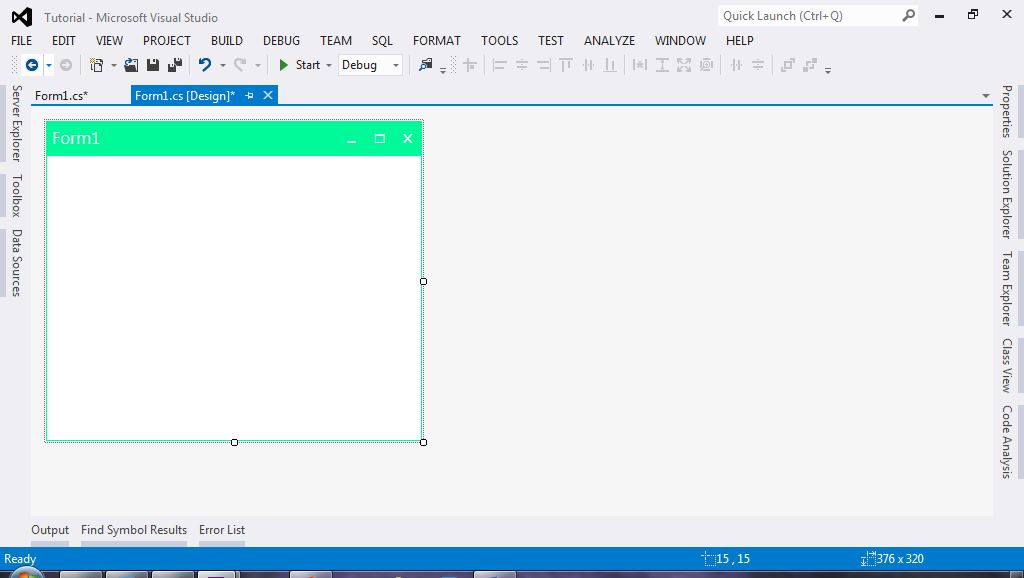 Tutorial - Microsoft Visual Studio
Quick Launch (Ctrl+Q)
FILE EDIT VIEW PROJECT BUILD DEBUG TEAM SQL FORMAT TOOLS TEST ANALYZE WINDOW HELP
Start Debug
Form1.cs* Form1.cs [Design]*
Server Explorer
Toolbox
Data Sources
Form1
Properties
Solution Explorer
Team Explorer
Class View
Code Analysis
Output Find Symbol Results Error List
Ready 15 , 15 376 x 320